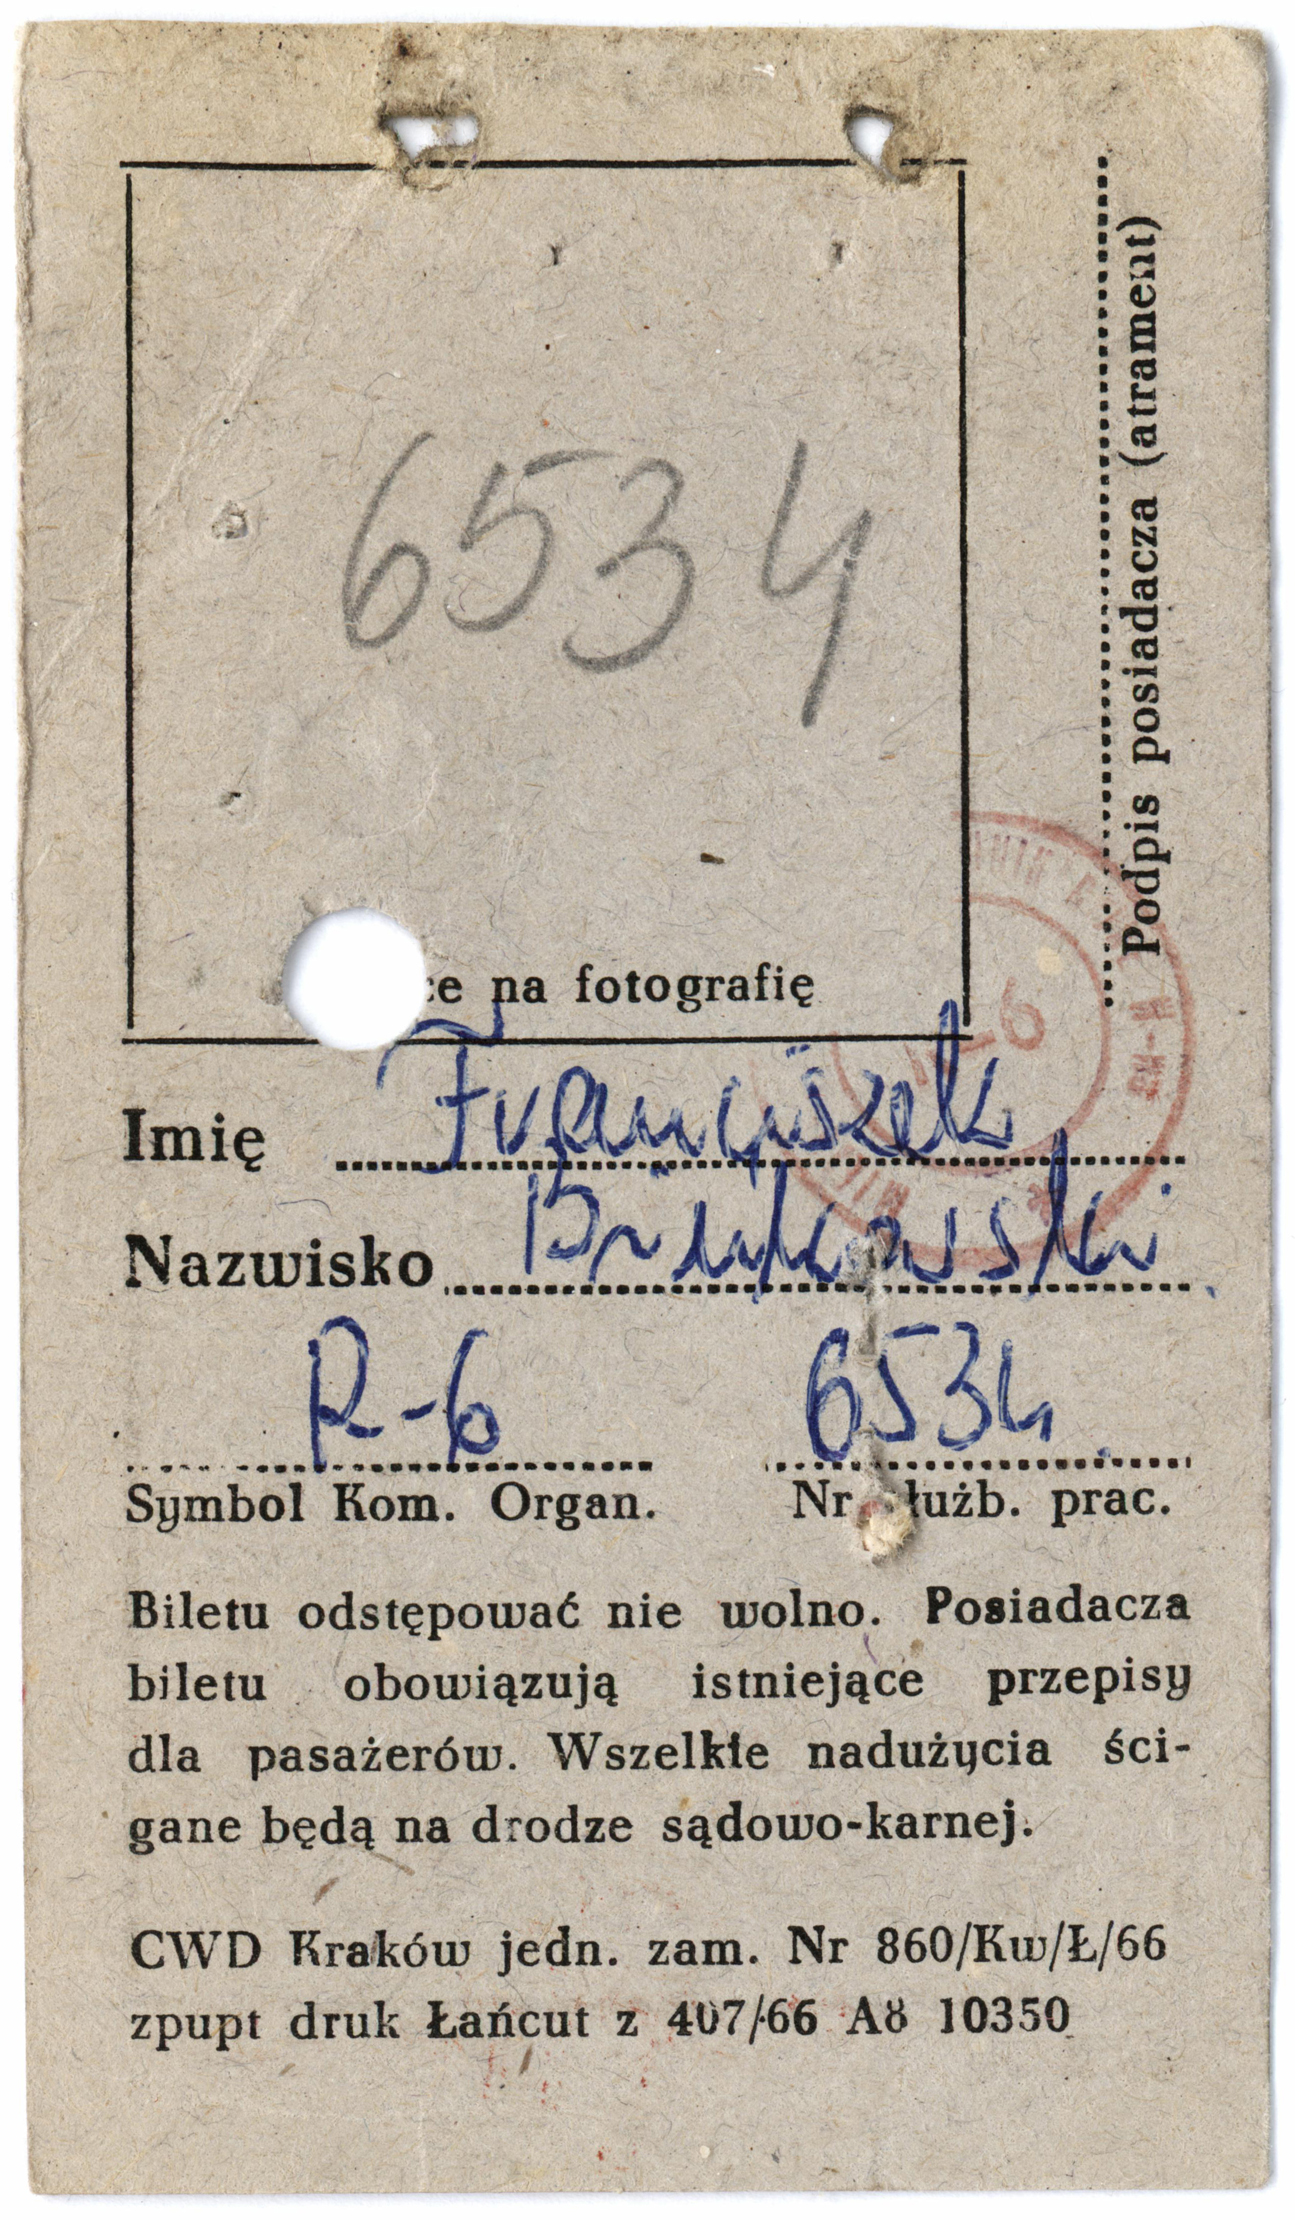 6534
Podpis posiadacza (atrament)
ce na fotografię
Imię Franciszek
Nazwisko
R-6 6534
Symbol Kom. Organ. Nr służb. prac.
Biletu odstępować nie wolno. Posiadacza
biletu obowiązują istniejące przepisy
dla pasażerów. Wszelkie nadużycia ści-
gane będą na drodze sądowo-karnej.
CWD Kraków jedn. zam. Nr 860/Kw/Ł/66
zpupt druk Łańcut z 407/66 A8 10350